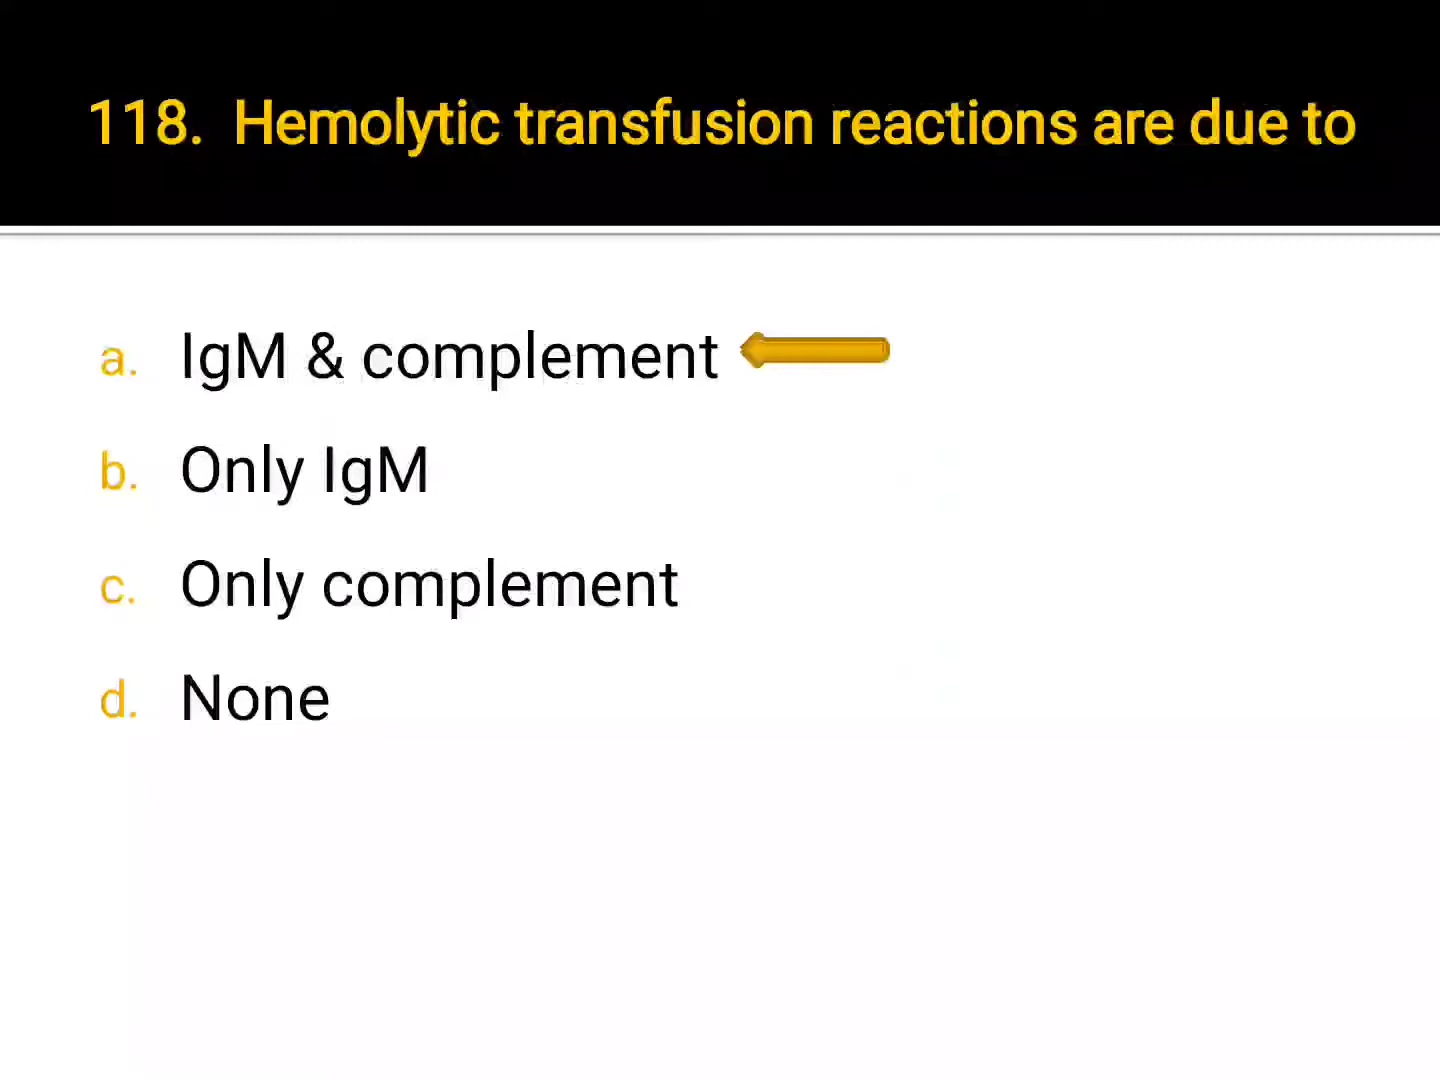 118. Hemolytic transfusion reactions are due to
a. IgM & complement
b. Only IgM
c. Only complement
d. None